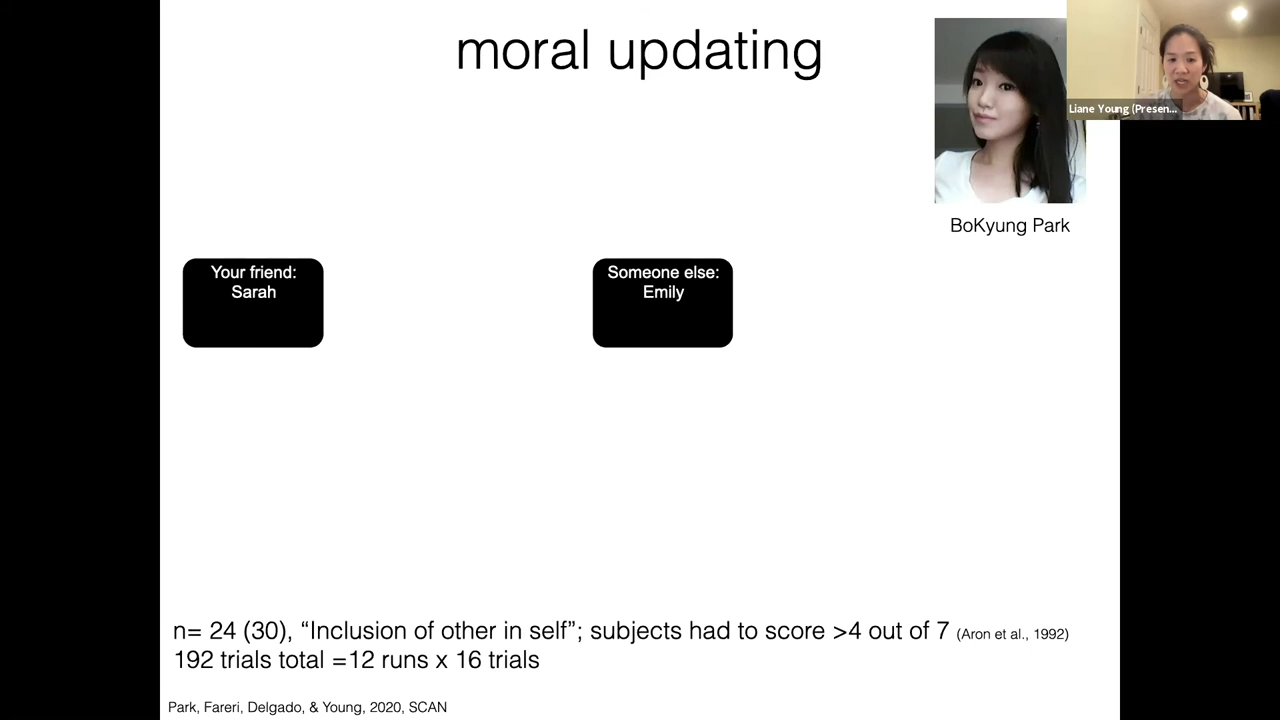 moral updating
Liane Young (Presen...
BoKyung Park
Your friend:
Sarah
Someone else:
Emily
n= 24 (30), “Inclusion of other in self”; subjects had to score >4 out of 7 (Aron et al., 1992)
192 trials total =12 runs x 16 trials
Park, Fareri, Delgado, & Young, 2020, SCAN